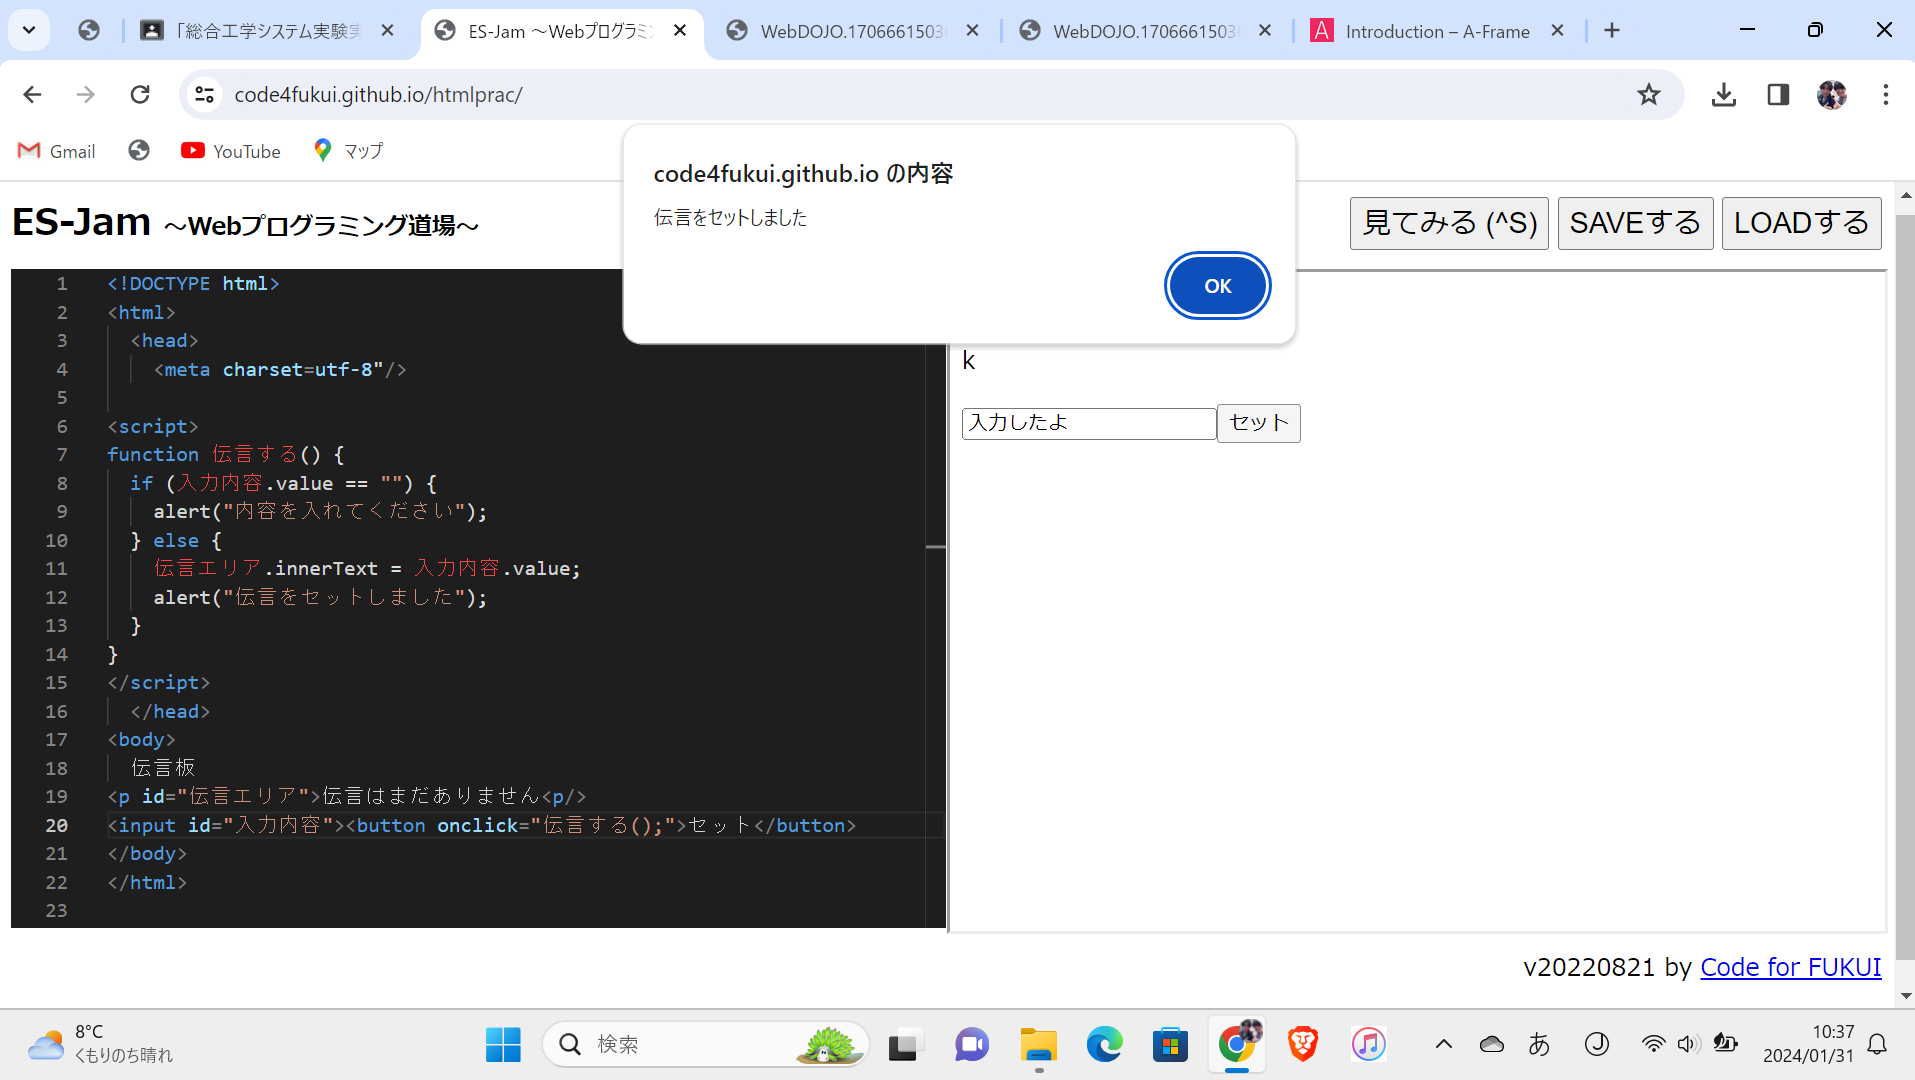 「総合工学システム実験実
ES-Jam ～Webプログラミン
WebDOJO.1706661503
WebDOJO.1706661503
Introduction – A-Frame
code4fukui.github.io/htmlprac/
Gmail
YouTube
マップ
code4fukui.github.io の内容
伝言をセットしました
OK
ES-Jam ～Webプログラミング道場～
見てみる (^S)
SAVEする
LOADする
1 <!DOCTYPE html>
2 <html>
3 <head>
4 <meta charset=utf-8"/>
5
6 <script>
7 function 伝言する() {
8 if (入力内容.value == "") {
9 alert("内容を入れてください");
10 } else {
11 伝言エリア.innerText = 入力内容.value;
12 alert("伝言をセットしました");
13 }
14 }
15 </script>
16 </head>
17 <body>
18 伝言板
19 <p id="伝言エリア">伝言はまだありません<p/>
20 <input id="入力内容"><button onclick="伝言する();">セット</button>
21 </body>
22 </html>
23
k
入力したよ
セット
v20220821 by Code for FUKUI
8°C
くもりのち晴れ
検索
あ
10:37
2024/01/31